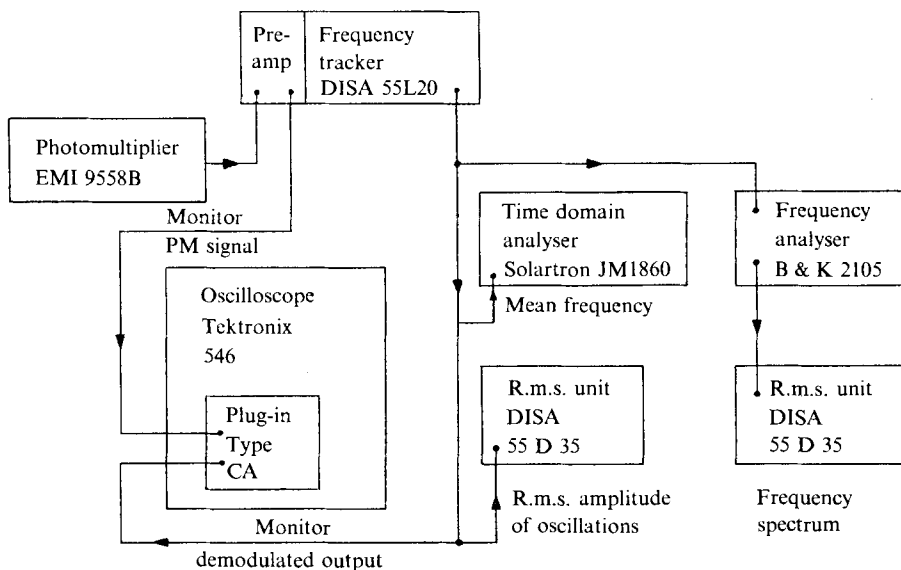 Pre-
amp
Frequency
tracker
DISA 55L20
Photomultiplier
EMI 9558B
Monitor
PM signal
Time domain
analyser
Solartron JM1860
Mean frequency
Frequency
analyser
B & K 2105
Oscilloscope
Tektronix
546
Plug-in
Type
CA
R.m.s. unit
DISA
55 D 35
R.m.s. amplitude
of oscillations
R.m.s. unit
DISA
55 D 35
Frequency
spectrum
Monitor
demodulated output